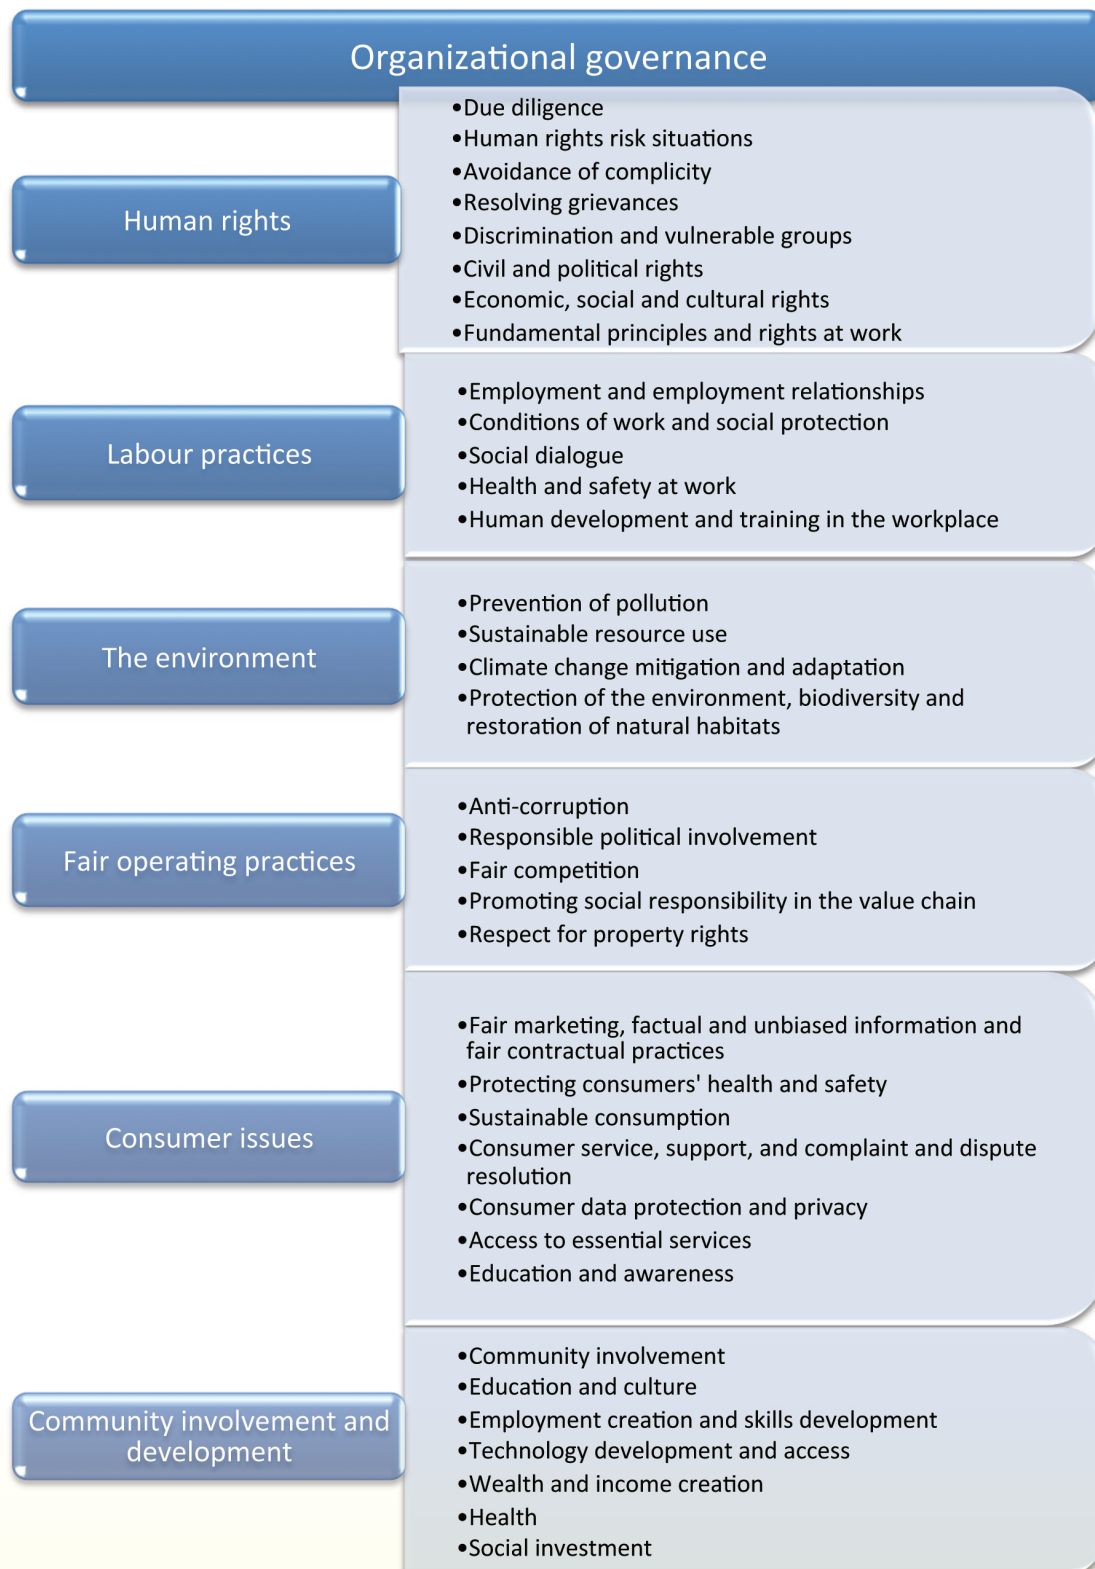 Organizational governance
Human rights
•Due diligence
•Human rights risk situations
•Avoidance of complicity
•Resolving grievances
•Discrimination and vulnerable groups
•Civil and political rights
•Economic, social and cultural rights
•Fundamental principles and rights at work
Labour practices
•Employment and employment relationships
•Conditions of work and social protection
•Social dialogue
•Health and safety at work
•Human development and training in the workplace
The environment
•Prevention of pollution
•Sustainable resource use
•Climate change mitigation and adaptation
•Protection of the environment, biodiversity and
restoration of natural habitats
Fair operating practices
•Anti-corruption
•Responsible political involvement
•Fair competition
•Promoting social responsibility in the value chain
•Respect for property rights
Consumer issues
•Fair marketing, factual and unbiased information and
fair contractual practices
•Protecting consumers' health and safety
•Sustainable consumption
•Consumer service, support, and complaint and dispute
resolution
•Consumer data protection and privacy
•Access to essential services
•Education and awareness
Community involvement and
development
•Community involvement
•Education and culture
•Employment creation and skills development
•Technology development and access
•Wealth and income creation
•Health
•Social investment